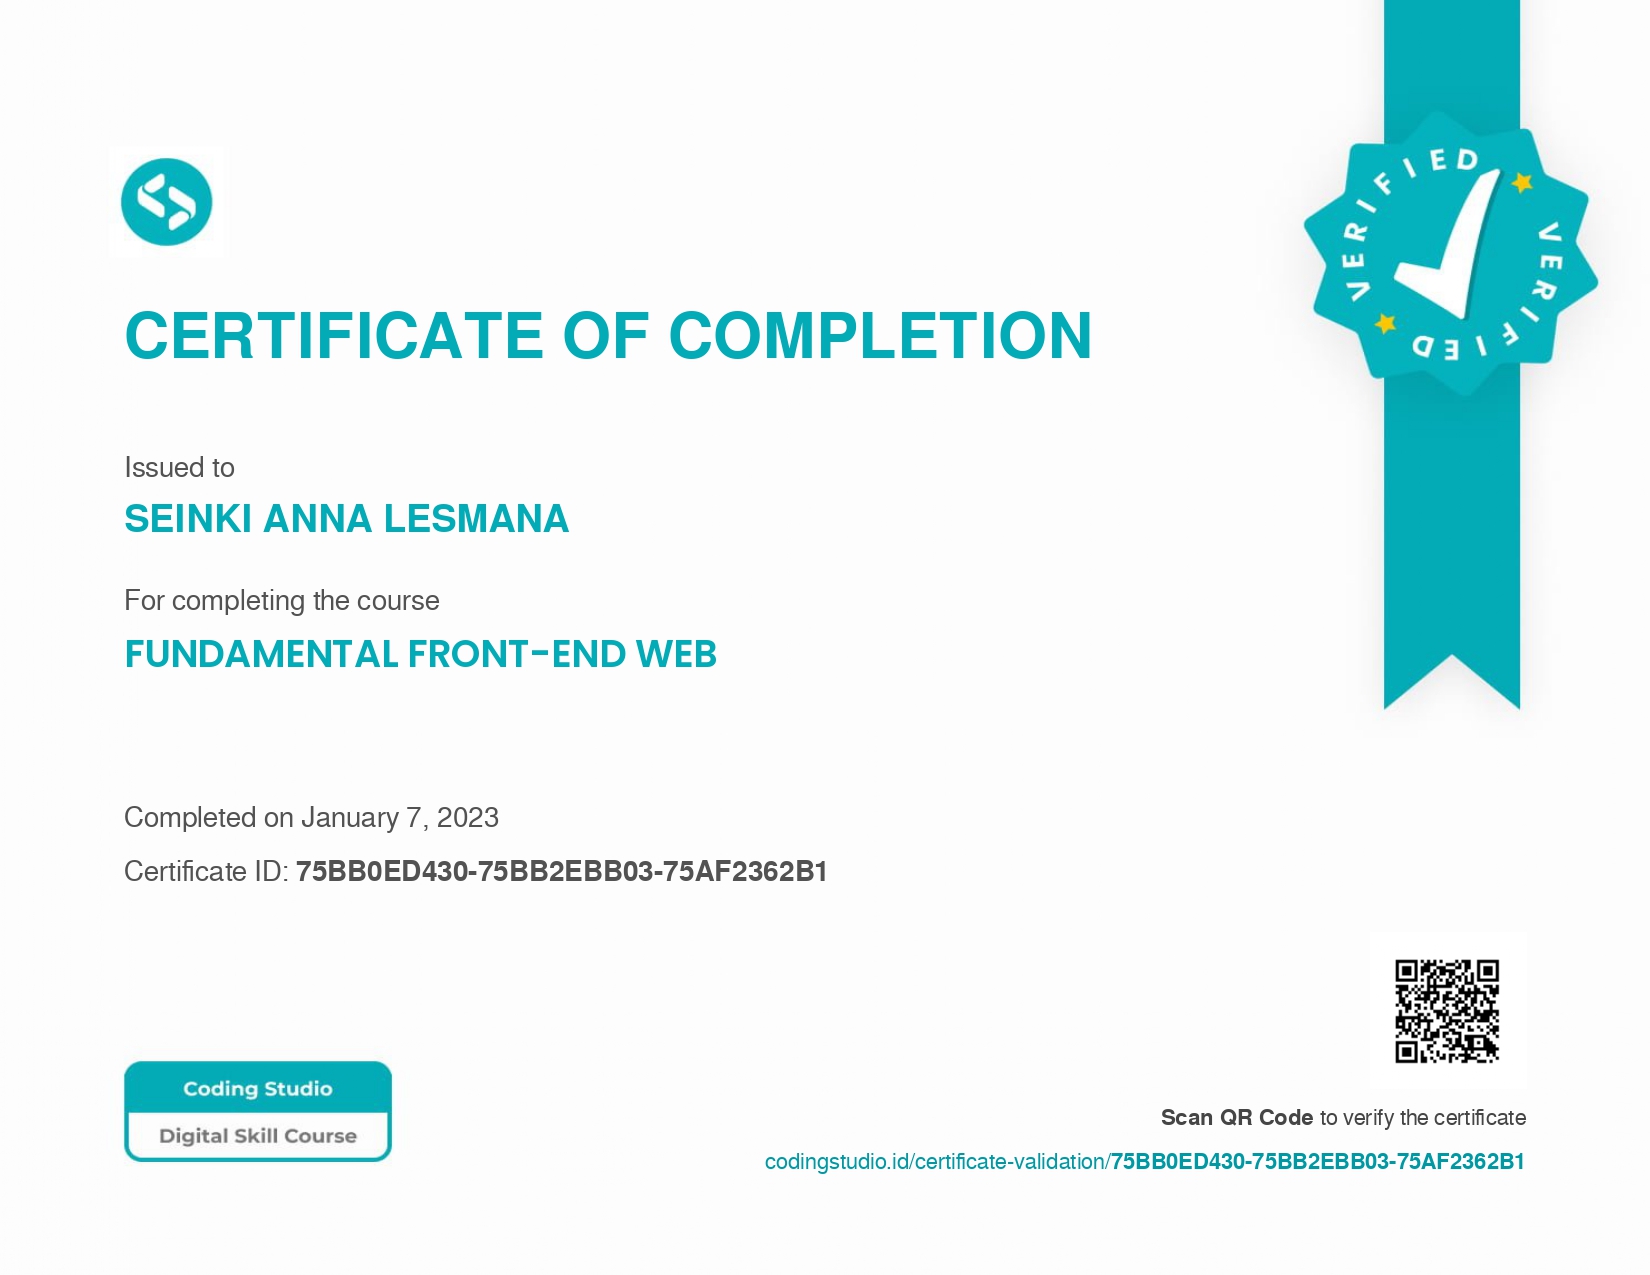 VERIFIED
VERIFIED
CERTIFICATE OF COMPLETION
Issued to
SEINKI ANNA LESMANA
For completing the course
FUNDAMENTAL FRONT-END WEB
Completed on January 7, 2023
Certificate ID: 75BB0ED430-75BB2EBB03-75AF2362B1
Coding Studio
Digital Skill Course
Scan QR Code to verify the certificate
codingstudio.id/certificate-validation/75BB0ED430-75BB2EBB03-75AF2362B1